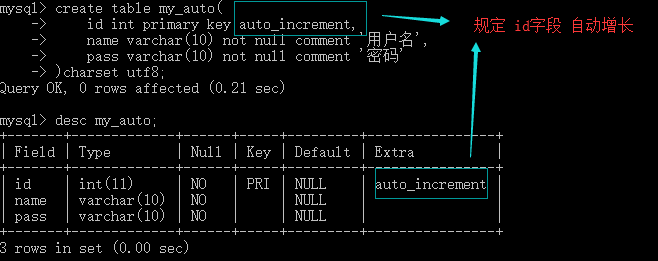 mysql> create table my_auto(
    -> id int primary key auto_increment,
    -> name varchar(10) not null comment '用户名',
    -> pass varchar(10) not null comment '密码'
    -> )charset utf8;
规定 id字段 自动增长
Query OK, 0 rows affected (0.21 sec)
mysql> desc my_auto;
+-------+-------------+------+-----+---------+----------------+
| Field | Type | Null | Key | Default | Extra |
+-------+-------------+------+-----+---------+----------------+
| id | int(11) | NO | PRI | NULL | auto_increment |
| name | varchar(10) | NO | | NULL | |
| pass | varchar(10) | NO | | NULL | |
+-------+-------------+------+-----+---------+----------------+
3 rows in set (0.00 sec)